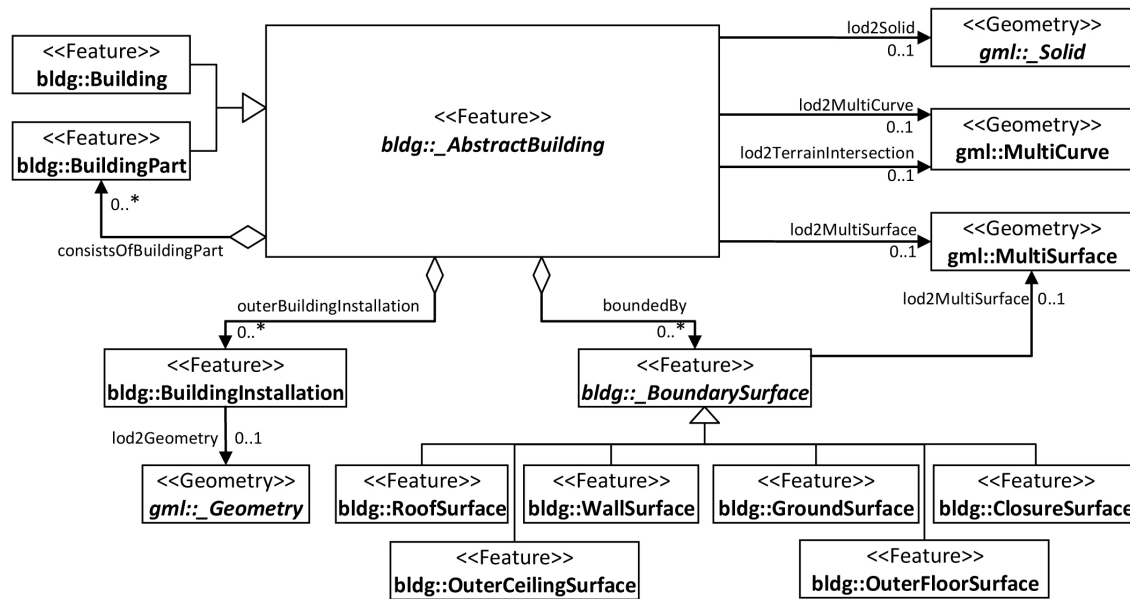 <<Feature>>
bldg::Building
<<Feature>>
bldg::BuildingPart
0..*
consistsOfBuildingPart
<<Feature>>
bldg::_AbstractBuilding
lod2Solid
0..1
<<Geometry>>
gml::_Solid
lod2MultiCurve
0..1
lod2TerrainIntersection
0..1
<<Geometry>>
gml::MultiCurve
lod2MultiSurface
0..1
<<Geometry>>
gml::MultiSurface
lod2MultiSurface 0..1
outerBuildingInstallation
0..*
boundedBy
0..*
<<Feature>>
bldg::BuildingInstallation
<<Feature>>
bldg::_BoundarySurface
lod2Geometry 0..1
<<Geometry>>
gml::_Geometry
<<Feature>>
bldg::RoofSurface
<<Feature>>
bldg::WallSurface
<<Feature>>
bldg::GroundSurface
<<Feature>>
bldg::ClosureSurface
<<Feature>>
bldg::OuterCeilingSurface
<<Feature>>
bldg::OuterFloorSurface